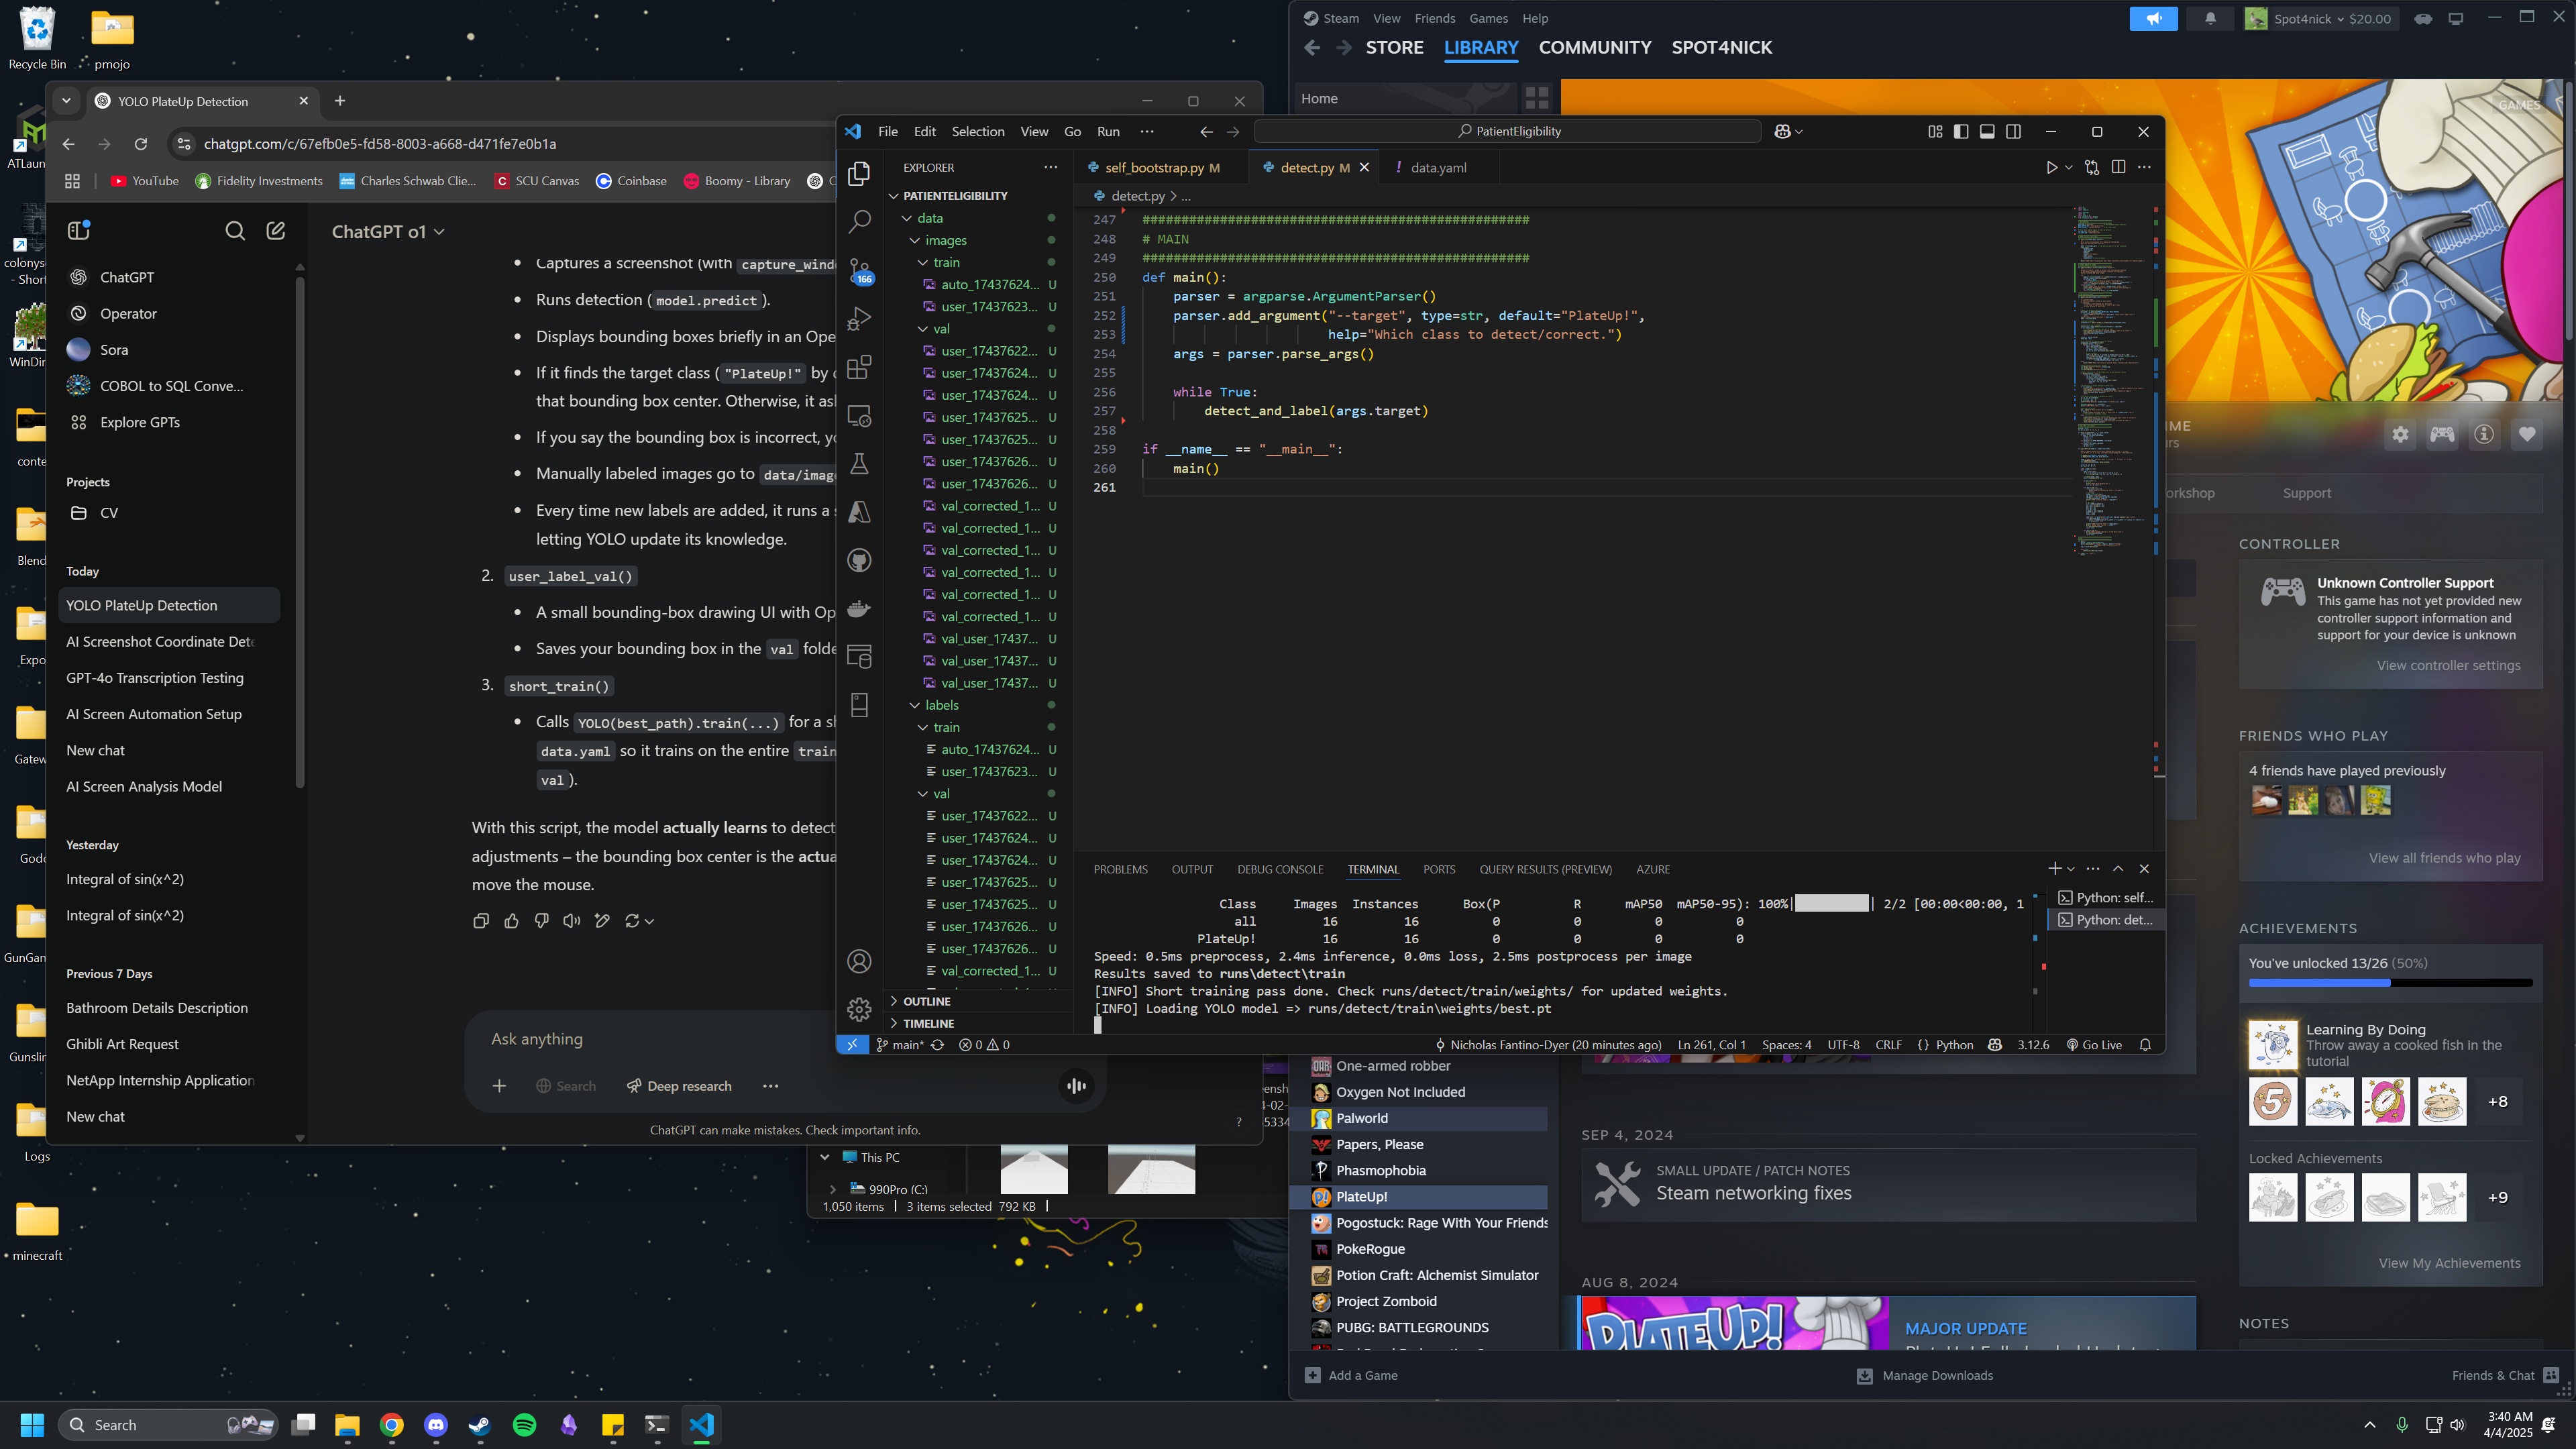 Recycle Bin
pmojo
ATLaun
colonys
- Short
WinDir
conte
Blend
Expo
Gatew
Godo
GunGam
Gunslin
Logs
minecraft
YOLO PlateUp Detection
chatgpt.com/c/67efb0e5-fd58-8003-a668-d471fe7e0b1a
YouTube
Fidelity Investments
Charles Schwab Clie...
SCU Canvas
Coinbase
Boomy - Library
ChatGPT
Operator
Sora
COBOL to SQL Conve...
Explore GPTs
Projects
CV
Today
YOLO PlateUp Detection
AI Screenshot Coordinate Dete
GPT-4o Transcription Testing
AI Screen Automation Setup
New chat
AI Screen Analysis Model
Yesterday
Integral of sin(x^2)
Integral of sin(x^2)
Previous 7 Days
Bathroom Details Description
Ghibli Art Request
NetApp Internship Application
New chat
ChatGPT o1
Captures a screenshot (with capture_wind
Runs detection (model.predict).
Displays bounding boxes briefly in an Ope
If it finds the target class ("PlateUp!" by
that bounding box center. Otherwise, it as
If you say the bounding box is incorrect, yo
Manually labeled images go to data/imag
Every time new labels are added, it runs a s
letting YOLO update its knowledge.
2. user_label_val()
A small bounding-box drawing UI with Op
Saves your bounding box in the val folde
3. short_train()
Calls YOLO(best_path).train(...) for a sh
data.yaml so it trains on the entire train
val).
With this script, the model actually learns to detect
adjustments – the bounding box center is the actua
move the mouse.
Ask anything
Search
Deep research
ChatGPT can make mistakes. Check important info.
?
File Edit Selection View Go Run
PatientEligibility
EXPLORER
PATIENTELIGIBILITY
data
images
train
auto_17437624... U
user_17437623... U
val
user_17437622... U
user_17437624... U
user_17437624... U
user_17437625... U
user_17437625... U
user_17437626... U
user_17437626... U
val_corrected_1... U
val_corrected_1... U
val_corrected_1... U
val_corrected_1... U
val_corrected_1... U
val_corrected_1... U
val_user_17437... U
val_user_17437... U
val_user_17437... U
labels
train
auto_17437624... U
user_17437623... U
val
user_17437622... U
user_17437624... U
user_17437624... U
user_17437625... U
user_17437625... U
user_17437626... U
user_17437626... U
val_corrected_1... U
OUTLINE
TIMELINE
166
self_bootstrap.py M
detect.py M
! data.yaml
detect.py > ...
247 ##################################################
248 # MAIN
249 ##################################################
250 def main():
251 parser = argparse.ArgumentParser()
252 parser.add_argument("--target", type=str, default="PlateUp!",
253 help="Which class to detect/correct.")
254 args = parser.parse_args()
255
256 while True:
257 detect_and_label(args.target)
258
259 if __name__ == "__main__":
260 main()
261
PROBLEMS OUTPUT DEBUG CONSOLE TERMINAL PORTS QUERY RESULTS (PREVIEW) AZURE
Class Images Instances Box(P R mAP50 mAP50-95): 100%| | 2/2 [00:00<00:00, 1
all 16 16 0 0 0 0
PlateUp! 16 16 0 0 0 0
Speed: 0.5ms preprocess, 2.4ms inference, 0.0ms loss, 2.5ms postprocess per image
Results saved to runs\detect\train
[INFO] Short training pass done. Check runs/detect/train/weights/ for updated weights.
[INFO] Loading YOLO model => runs/detect/train\weights/best.pt
Python: self...
Python: det...
main*
0 0
Nicholas Fantino-Dyer (20 minutes ago)
Ln 261, Col 1
Spaces: 4
UTF-8
CRLF
{ } Python
3.12.6
Go Live
This PC
990Pro (C:)
1,050 items
3 items selected 792 KB
Steam View Friends Games Help
Spot4nick
$20.00
STORE LIBRARY COMMUNITY SPOT4NICK
Home
GAMES
Support
CONTROLLER
Unknown Controller Support
This game has not yet provided new
controller support information and
support for your device is unknown
View controller settings
FRIENDS WHO PLAY
4 friends have played previously
View all friends who play
ACHIEVEMENTS
You've unlocked 13/26 (50%)
Learning By Doing
Throw away a cooked fish in the
tutorial
+8
Locked Achievements
+9
View My Achievements
NOTES
One-armed robber
Oxygen Not Included
Palworld
Papers, Please
Phasmophobia
PlateUp!
Pogostuck: Rage With Your Friends
PokeRogue
Potion Craft: Alchemist Simulator
Project Zomboid
PUBG: BATTLEGROUNDS
SEP 4, 2024
SMALL UPDATE / PATCH NOTES
Steam networking fixes
AUG 8, 2024
PLATEUP!
MAJOR UPDATE
Add a Game
Manage Downloads
Friends & Chat
Search
3:40 AM
4/4/2025